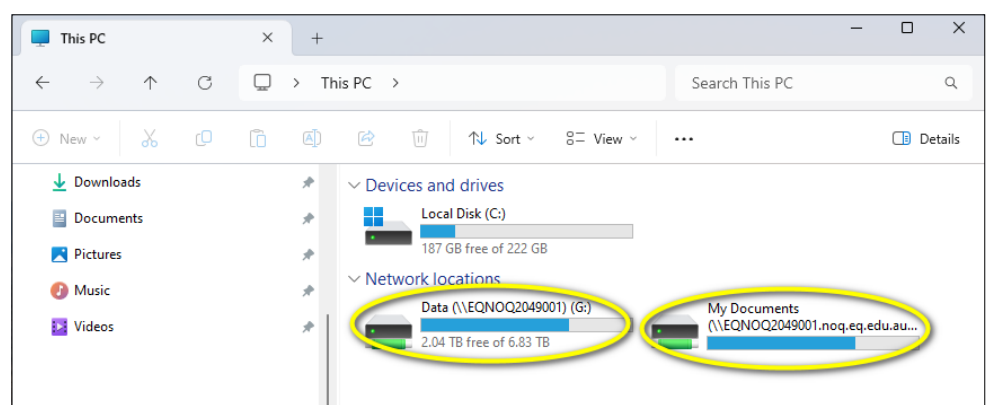 This PC
This PC
Search This PC
New
Sort
View
Details
Downloads
Documents
Pictures
Music
Videos
Devices and drives
Local Disk (C:)
187 GB free of 222 GB
Network locations
Data (\\EQNOQ2049001) (G:)
2.04 TB free of 6.83 TB
My Documents
(\\EQNOQ2049001.noq.eq.edu.au...